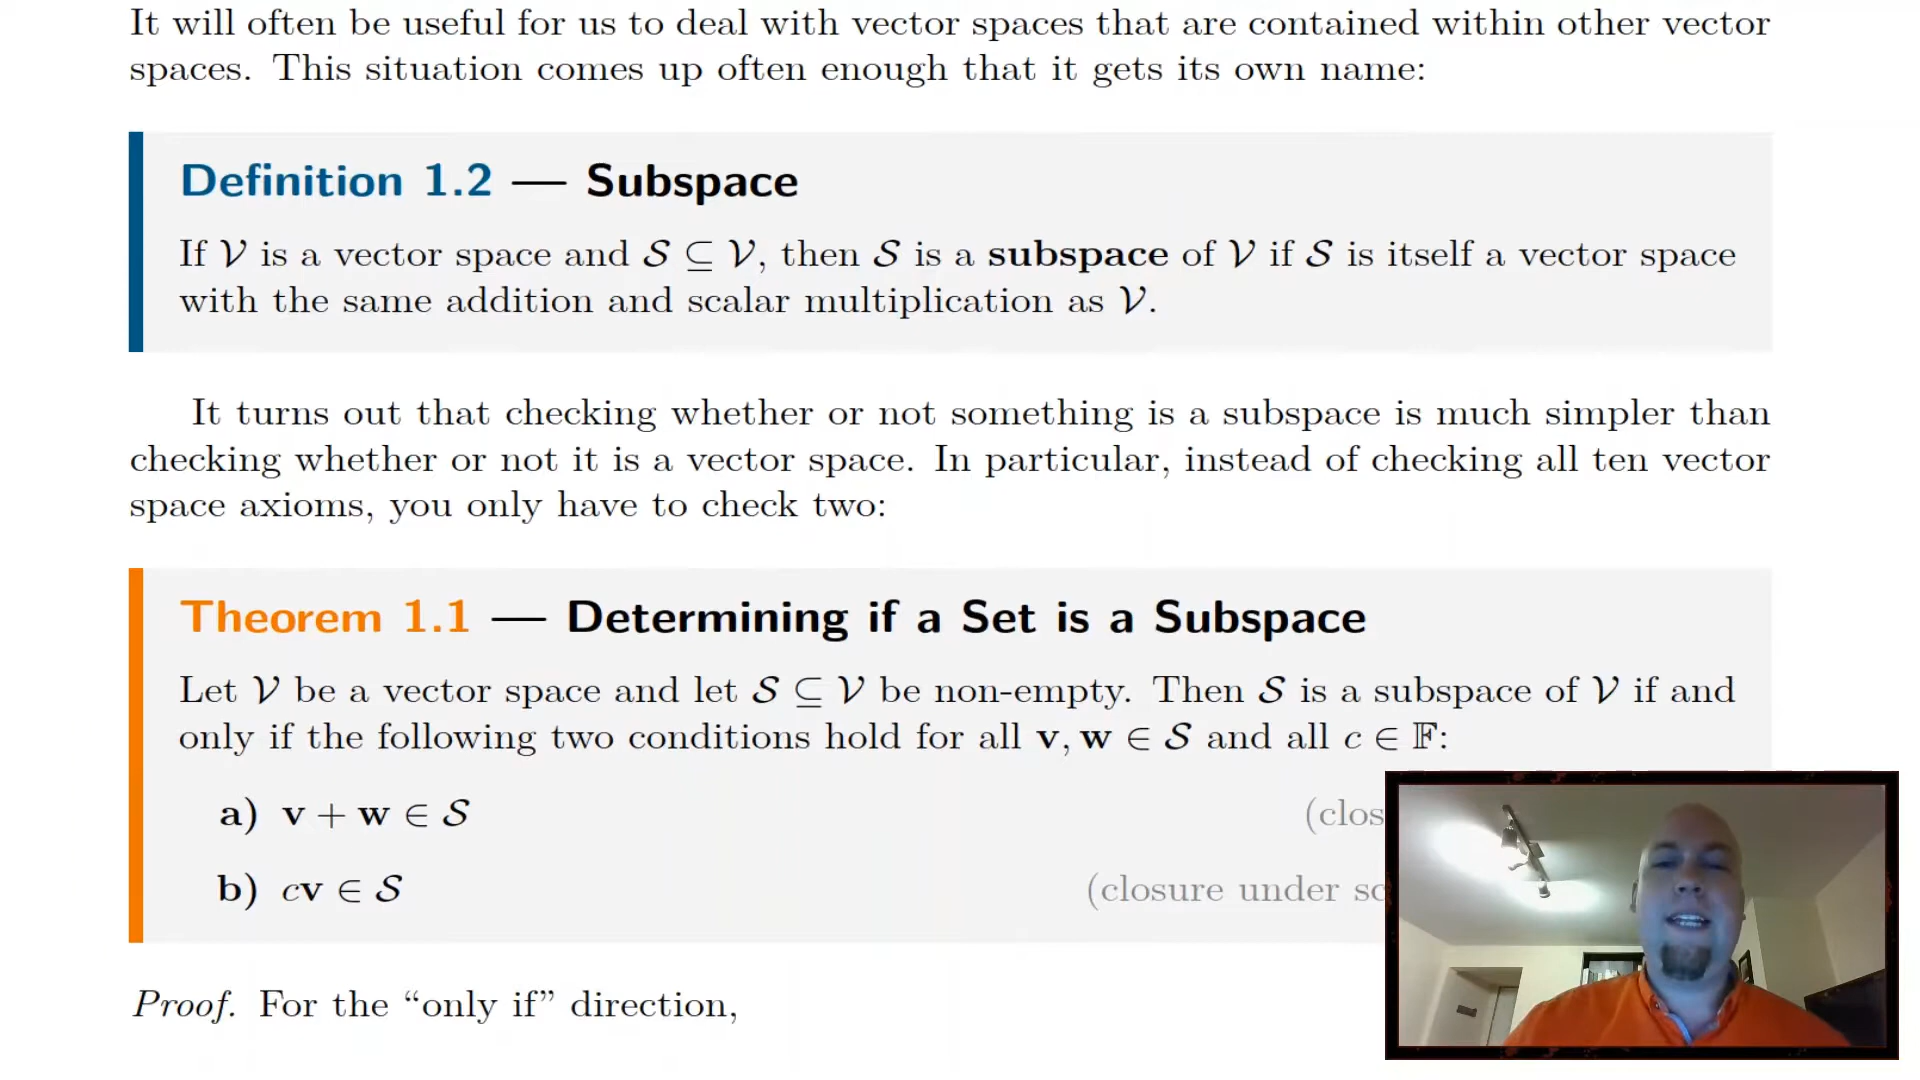 It will often be useful for us to deal with vector spaces that are contained within other vector
spaces. This situation comes up often enough that it gets its own name:
Definition 1.2 — Subspace
If 𝒱 is a vector space and 𝒮 ⊆ 𝒱, then 𝒮 is a subspace of 𝒱 if 𝒮 is itself a vector space
with the same addition and scalar multiplication as 𝒱.
It turns out that checking whether or not something is a subspace is much simpler than
checking whether or not it is a vector space. In particular, instead of checking all ten vector
space axioms, you only have to check two:
Theorem 1.1 — Determining if a Set is a Subspace
Let 𝒱 be a vector space and let 𝒮 ⊆ 𝒱 be non-empty. Then 𝒮 is a subspace of 𝒱 if and
only if the following two conditions hold for all v, w ∈ 𝒮 and all c ∈ 𝔽:
a) v + w ∈ 𝒮 (clos
b) cv ∈ 𝒮 (closure under sc
Proof. For the “only if” direction,